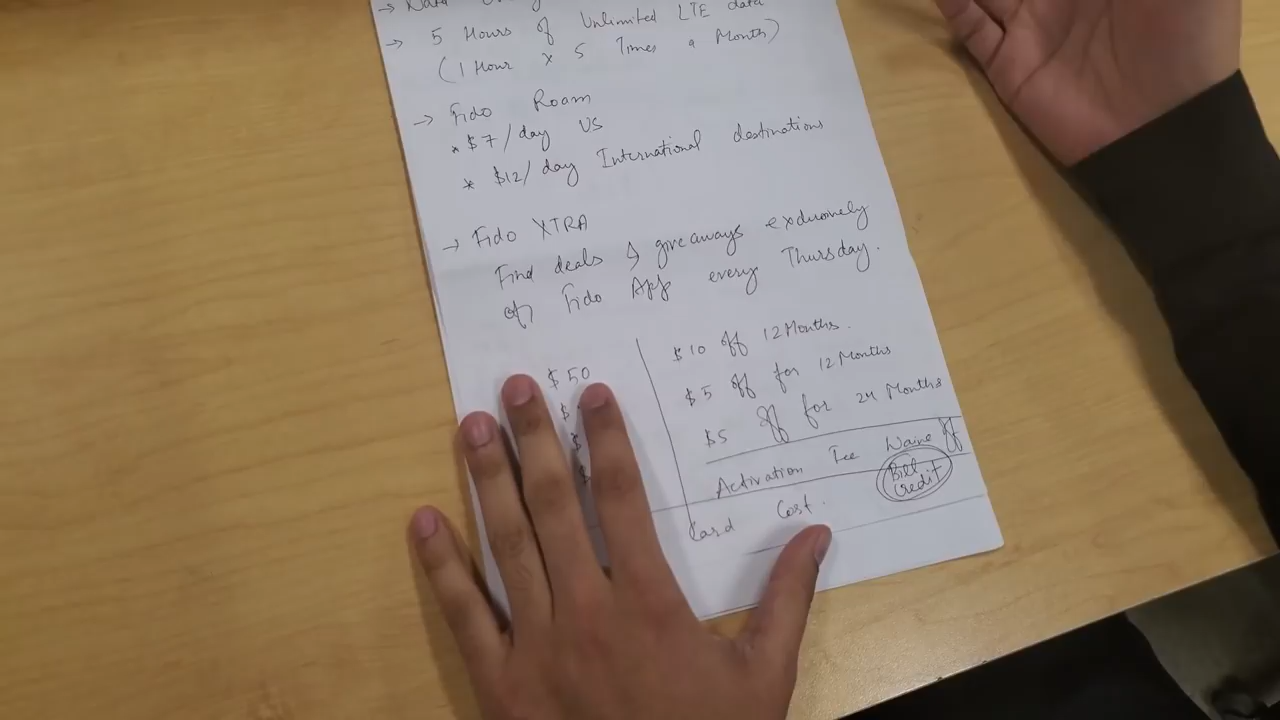 5 Hours of Unlimited LTE data
(1 Hour x 5 Times a Month)
→ Fido Roam
* $7/day US
* $12/day International destinations
→ Fido XTRA
Find deals & giveaways exclusively
on Fido App every Thursday.
$50
$10 off 12 Months.
$5 off for 12 Months
$5 off for 24 Months
Activation Fee Waive off
Bill
Credit
Card Cost.